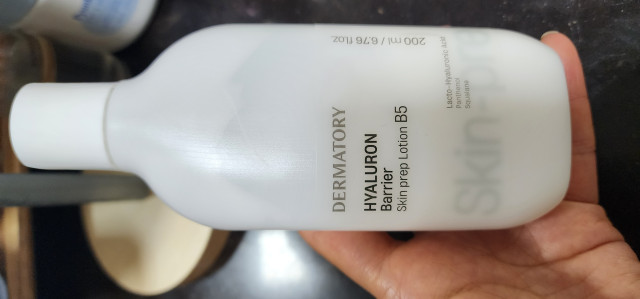 DERMATORY
HYALURON
Barrier
Skin prep Lotion B5
Lacto-Hyaluronic Acid
Panthenol
Squalane
Skin-pre
200 ml / 6.76 fl.oz.